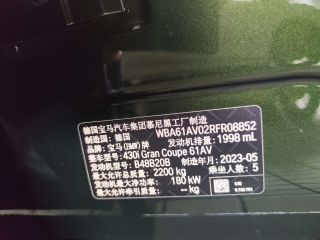 德国宝马汽车集团慕尼黑工厂制造
制造国：德国 WBA61AV02RFR08852
品牌：宝马(BMW)牌 发动机排量：1998 mL
整车型号：430i Gran Coupe 61AV
发动机型号：B48B20B 制造年月：2023-05
最大允许总质量：2200 kg 乘坐人数：5
发动机最大净功率：180 kW
最大允许牵引质量：-- kg